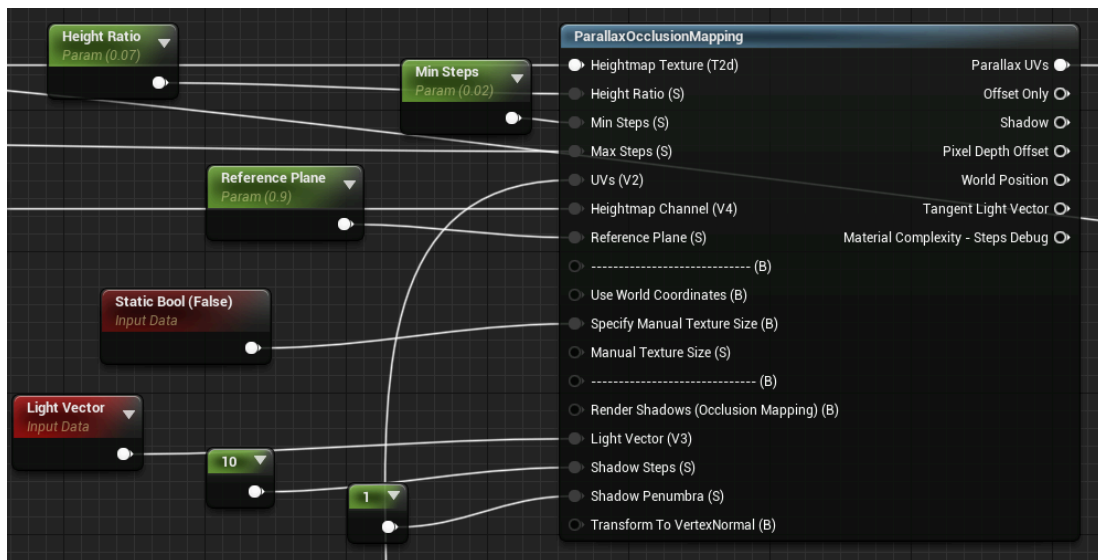 Height Ratio
Param (0.07)
Min Steps
Param (0.02)
Reference Plane
Param (0.9)
Static Bool (False)
Input Data
Light Vector
Input Data
10
1
ParallaxOcclusionMapping
Heightmap Texture (T2d)
Parallax UVs
Height Ratio (S)
Offset Only
Min Steps (S)
Shadow
Max Steps (S)
Pixel Depth Offset
UVs (V2)
World Position
Heightmap Channel (V4)
Tangent Light Vector
Reference Plane (S)
Material Complexity - Steps Debug
----------------------------- (B)
Use World Coordinates (B)
Specify Manual Texture Size (B)
Manual Texture Size (S)
------------------------------ (B)
Render Shadows (Occlusion Mapping) (B)
Light Vector (V3)
Shadow Steps (S)
Shadow Penumbra (S)
Transform To VertexNormal (B)